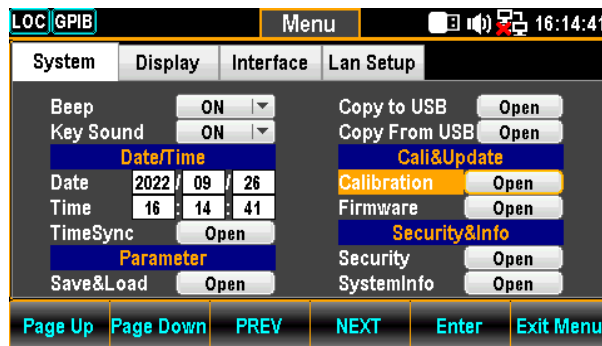 LOC GPIB Menu 16:14:41
System Display Interface Lan Setup
Beep ON Copy to USB Open
Key Sound ON Copy From USB Open
Date/Time Cali&Update
Date 2022 / 09 / 26 Calibration Open
Time 16 : 14 : 41 Firmware Open
TimeSync Open Security&Info
Parameter Security Open
Save&Load Open SystemInfo Open
Page Up Page Down PREV NEXT Enter Exit Menu